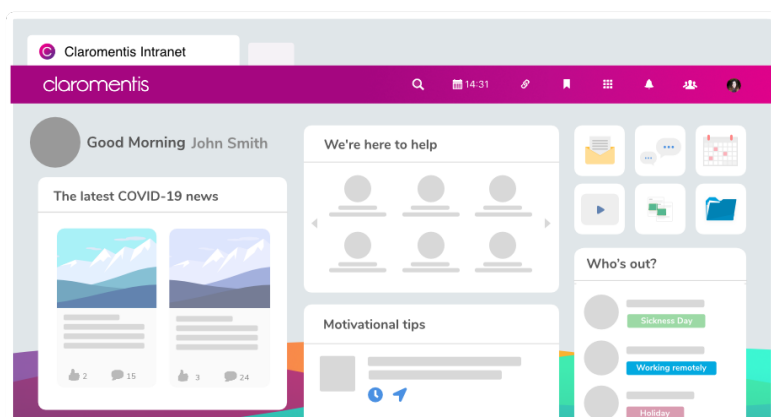 Claromentis Intranet
claromentis
14:31
Good Morning John Smith
The latest COVID-19 news
2
15
3
24
We're here to help
Motivational tips
Who's out?
Sickness Day
Working remotely
Holiday